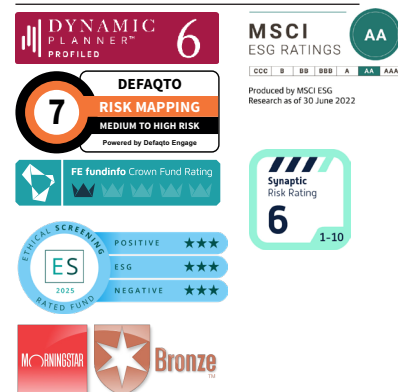 DYNAMIC
PLANNER™
PROFILED
6
7
DEFAQTO
RISK MAPPING
MEDIUM TO HIGH RISK
Powered by Defaqto Engage
FE fundinfo Crown Fund Rating
ETHICAL SCREENING
ES
2025
RATED FUND
POSITIVE ★★★
ESG ★★★
NEGATIVE ★★★
MORNINGSTAR
Bronze™
MSCI
ESG RATINGS
AA
CCC B BB BBB A AA AAA
Produced by MSCI ESG
Research as of 30 June 2022
Synaptic
Risk Rating
6
1-10